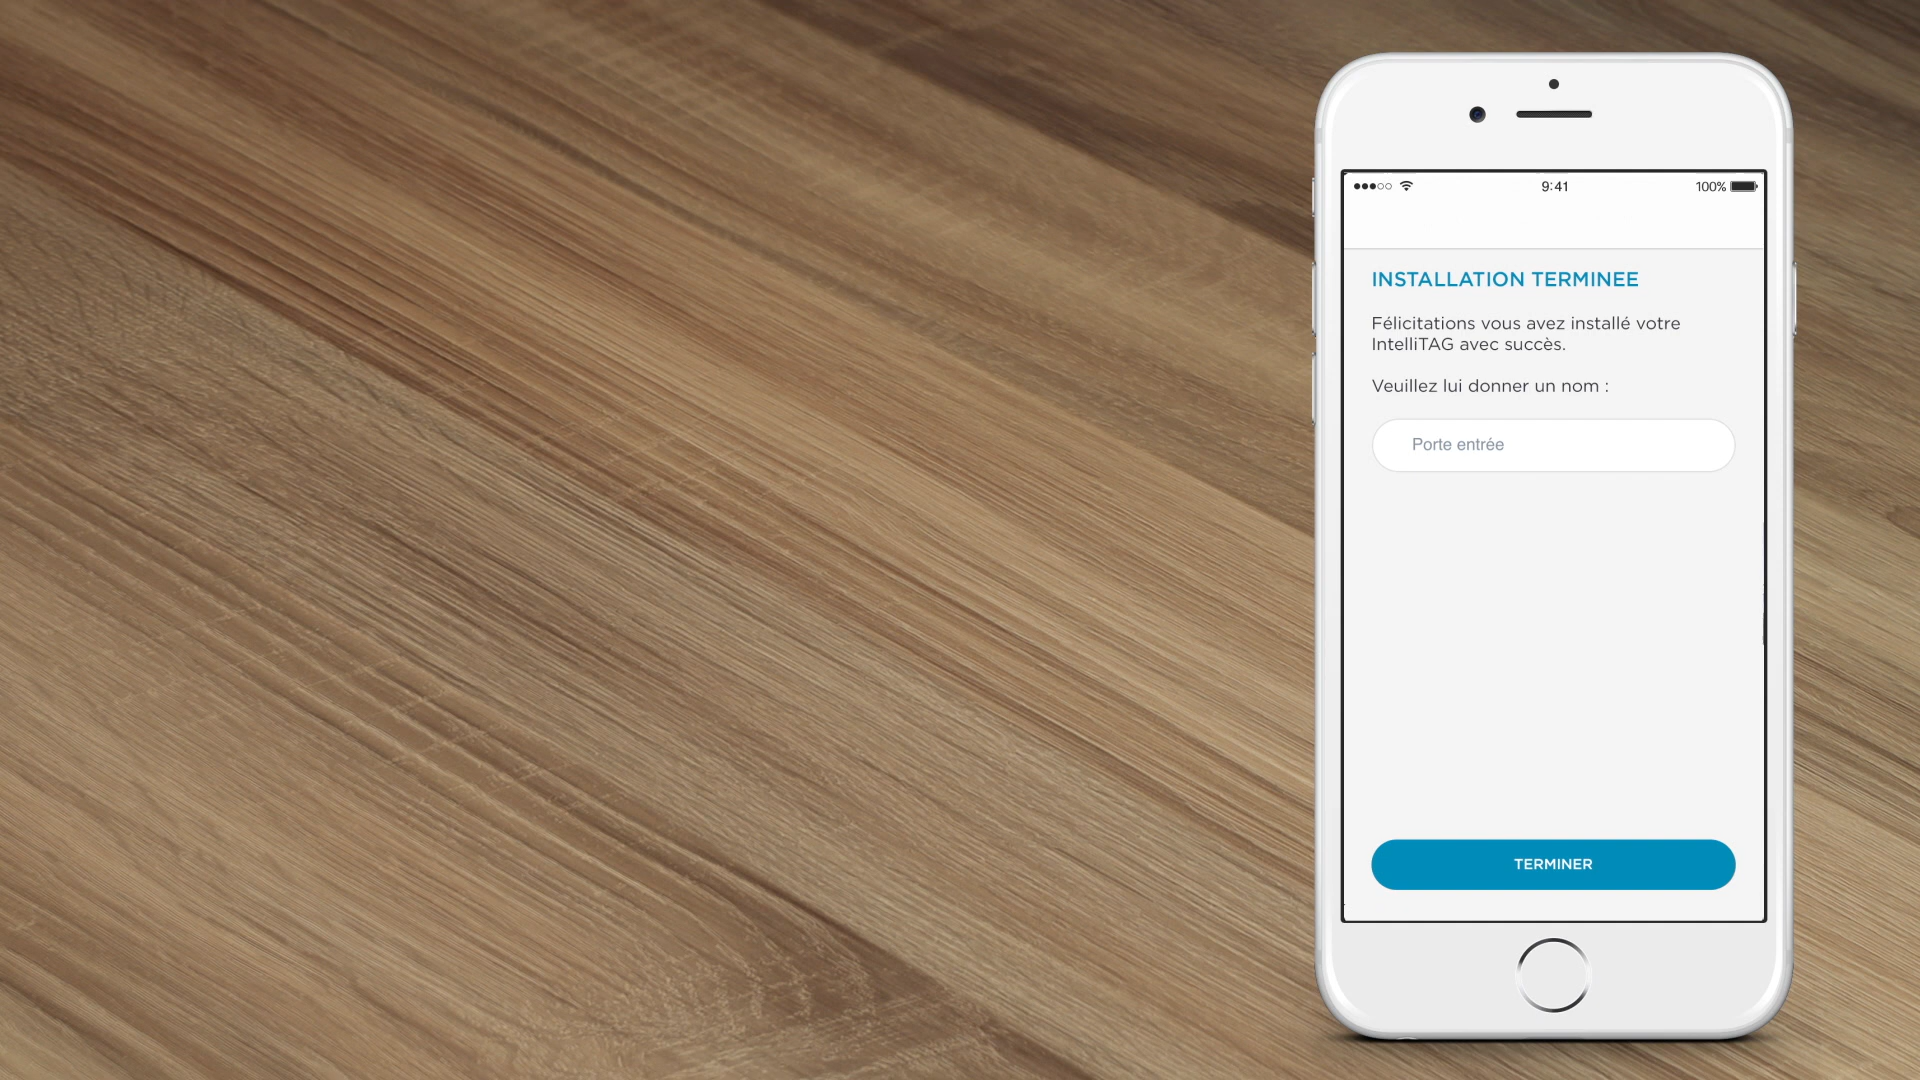 9:41
100%
INSTALLATION TERMINEE
Félicitations vous avez installé votre
IntelliTAG avec succès.
Veuillez lui donner un nom :
Porte entrée
TERMINER